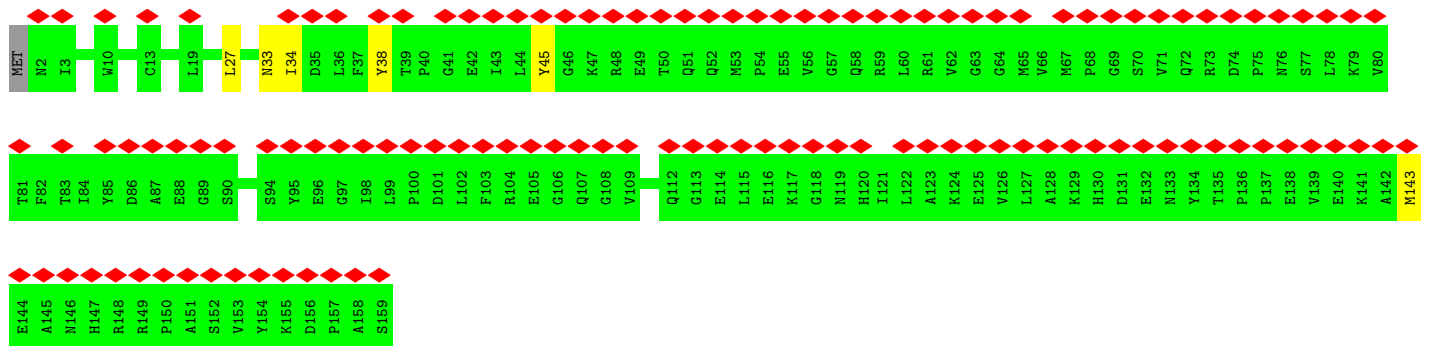 MET N2 I3 W10 C13 L19 L27 N33 I34 D35 L36 F37 Y38 T39 P40 G41 E42 I43 L44 Y45 G46 K47 R48 E49 T50 Q51 Q52 M53 P54 E55 V56 G57 Q58 R59 L60 R61 V62 G63 G64 M65 V66 M67 P68 G69 S70 V71 Q72 R73 D74 P75 N76 S77 L78 K79 V80
T81 F82 T83 I84 Y85 D86 A87 E88 G89 S90 S94 Y95 E96 G97 I98 L99 P100 D101 L102 F103 R104 E105 G106 Q107 G108 V109 Q112 G113 E114 L115 E116 K117 G118 N119 H120 I121 L122 A123 K124 E125 V126 L127 A128 K129 H130 D131 E132 N133 Y134 T135 P136 P137 E138 V139 E140 K141 A142 M143
E144 A145 N146 H147 R148 R149 P150 A151 S152 V153 Y154 K155 D156 P157 A158 S159